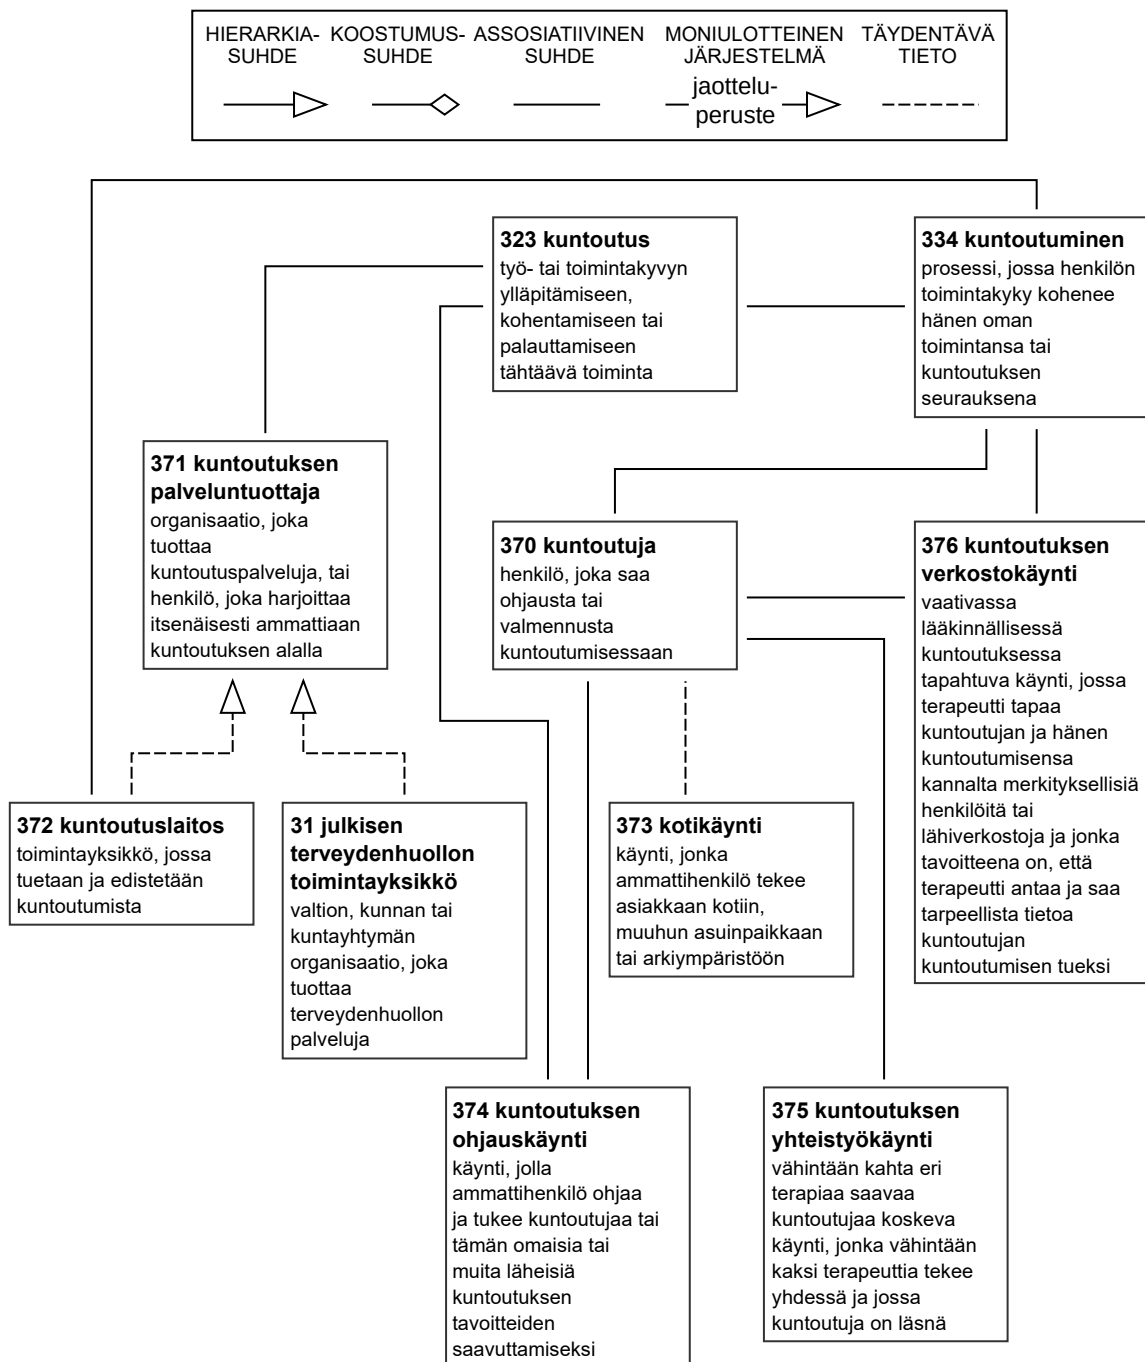 HIERARKIA-
SUHDE
KOOSTUMUS-
SUHDE
ASSOSIATIIVINEN
SUHDE
MONIULOTTEINEN
JÄRJESTELMÄ
jaottelu-
peruste
TÄYDENTÄVÄ
TIETO
323 kuntoutus
työ- tai toimintakyvyn
ylläpitämiseen,
kohentamiseen tai
palauttamiseen
tähtäävä toiminta
334 kuntoutuminen
prosessi, jossa henkilön
toimintakyky kohenee
hänen oman
toimintansa tai
kuntoutuksen
seurauksena
371 kuntoutuksen
palveluntuottaja
organisaatio, joka
tuottaa
kuntoutuspalveluja, tai
henkilö, joka harjoittaa
itsenäisesti ammattiaan
kuntoutuksen alalla
370 kuntoutuja
henkilö, joka saa
ohjausta tai
valmennusta
kuntoutumisessaan
376 kuntoutuksen
verkostokäynti
vaativassa
lääkinnällisessä
kuntoutuksessa
tapahtuva käynti, jossa
terapeutti tapaa
kuntoutujan ja hänen
kuntoutumisensa
kannalta merkityksellisiä
henkilöitä tai
lähiverkostoja ja jonka
tavoitteena on, että
terapeutti antaa ja saa
tarpeellista tietoa
kuntoutujan
kuntoutumisen tueksi
372 kuntoutuslaitos
toimintayksikkö, jossa
tuetaan ja edistetään
kuntoutumista
31 julkisen
terveydenhuollon
toimintayksikkö
valtion, kunnan tai
kuntayhtymän
organisaatio, joka
tuottaa
terveydenhuollon
palveluja
373 kotikäynti
käynti, jonka
ammattihenkilö tekee
asiakkaan kotiin,
muuhun asuinpaikkaan
tai arkiympäristöön
374 kuntoutuksen
ohjauskäynti
käynti, jolla
ammattihenkilö ohjaa
ja tukee kuntoutujaa tai
tämän omaisia tai
muita läheisiä
kuntoutuksen
tavoitteiden
saavuttamiseksi
375 kuntoutuksen
yhteistyökäynti
vähintään kahta eri
terapiaa saavaa
kuntoutujaa koskeva
käynti, jonka vähintään
kaksi terapeuttia tekee
yhdessä ja jossa
kuntoutuja on läsnä